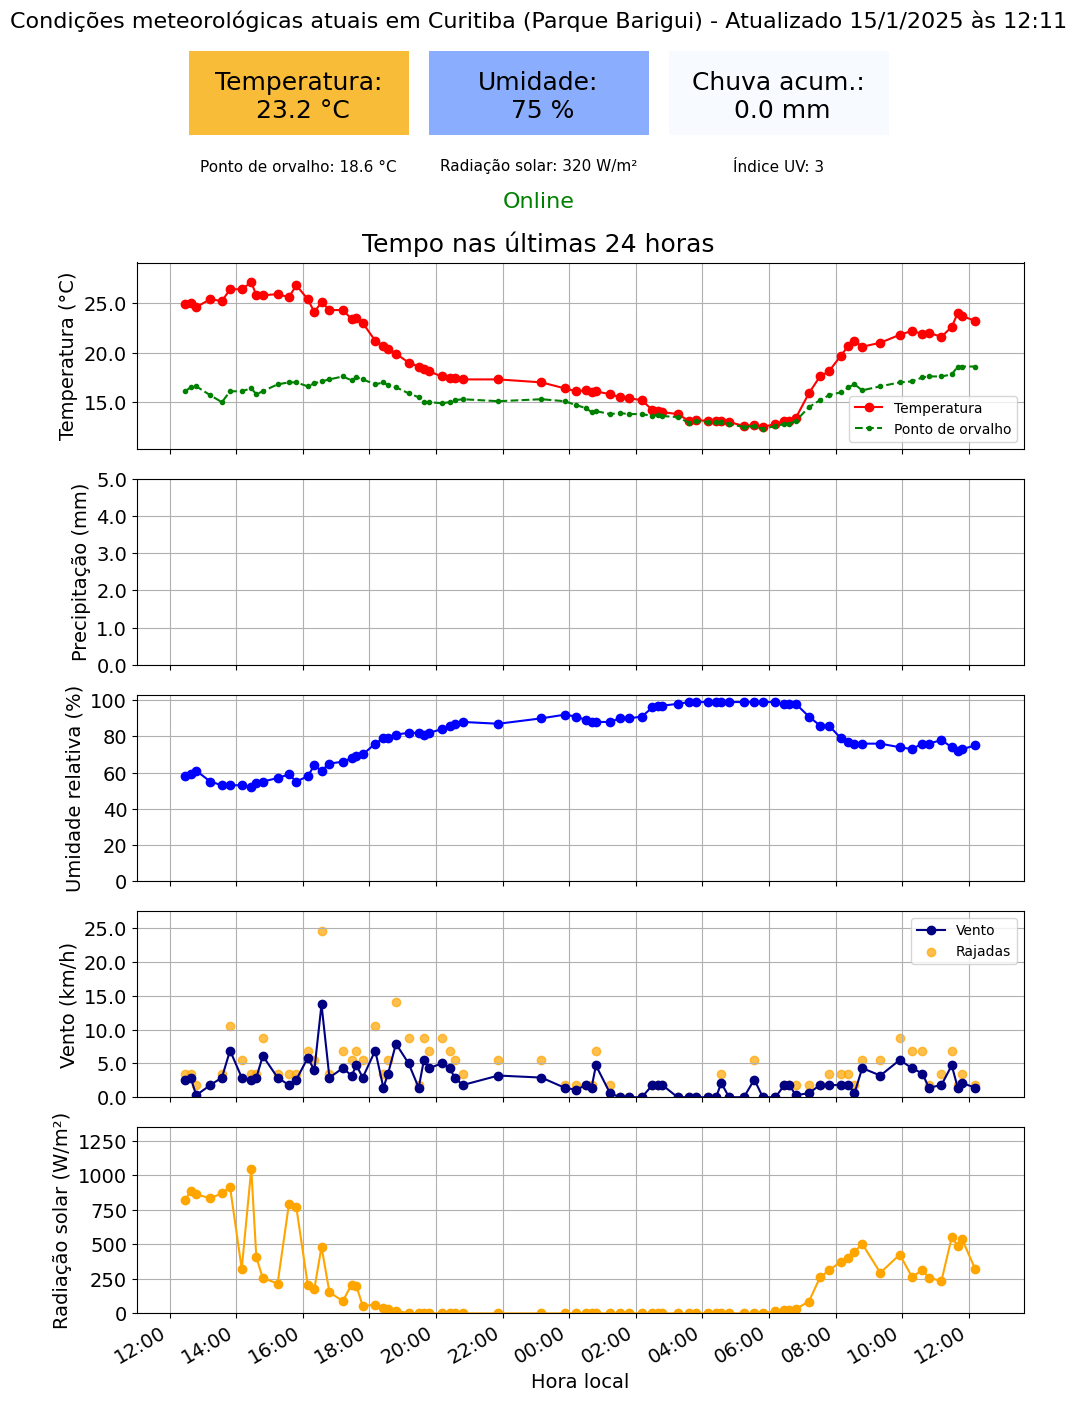 Condições meteorológicas atuais em Curitiba (Parque Barigui) - Atualizado 15/1/2025 às 12:11
Temperatura:
23.2 °C
Umidade:
75 %
Chuva acum.:
0.0 mm
Ponto de orvalho: 18.6 °C
Radiação solar: 320 W/m²
Índice UV: 3
Online
Tempo nas últimas 24 horas
Temperatura (°C)
25.0
20.0
15.0
Temperatura
Ponto de orvalho
Precipitação (mm)
5.0
4.0
3.0
2.0
1.0
0.0
Umidade relativa (%)
100
80
60
40
20
0
Vento (km/h)
25.0
20.0
15.0
10.0
5.0
0.0
Vento
Rajadas
Radiação solar (W/m²)
1250
1000
750
500
250
0
12:00
14:00
16:00
18:00
20:00
22:00
00:00
02:00
04:00
06:00
08:00
10:00
12:00
Hora local